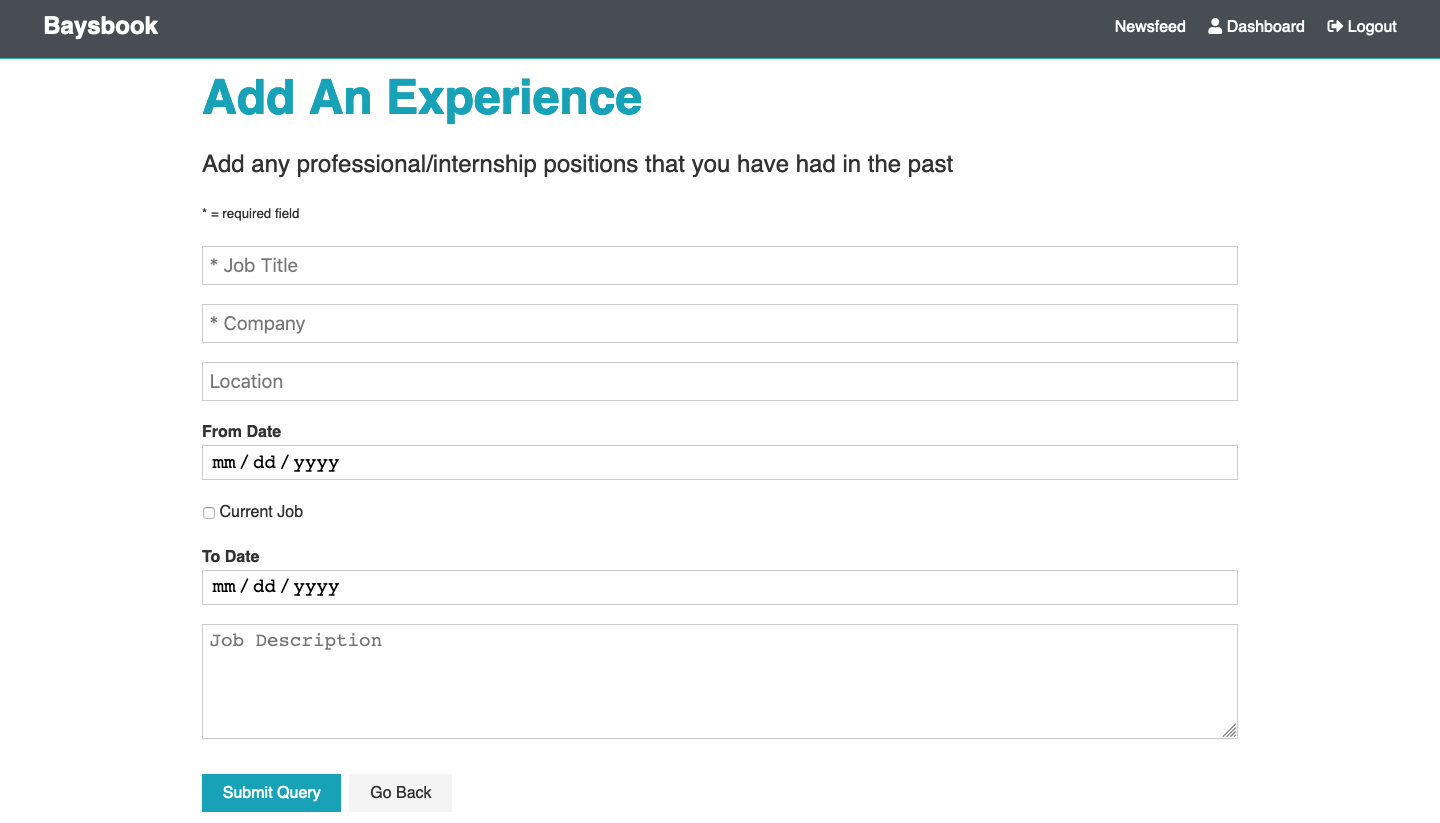 Baysbook Newsfeed Dashboard Logout
Add An Experience
Add any professional/internship positions that you have had in the past
* = required field
* Job Title
* Company
Location
From Date
mm / dd / yyyy
Current Job
To Date
mm / dd / yyyy
Job Description
Submit Query Go Back